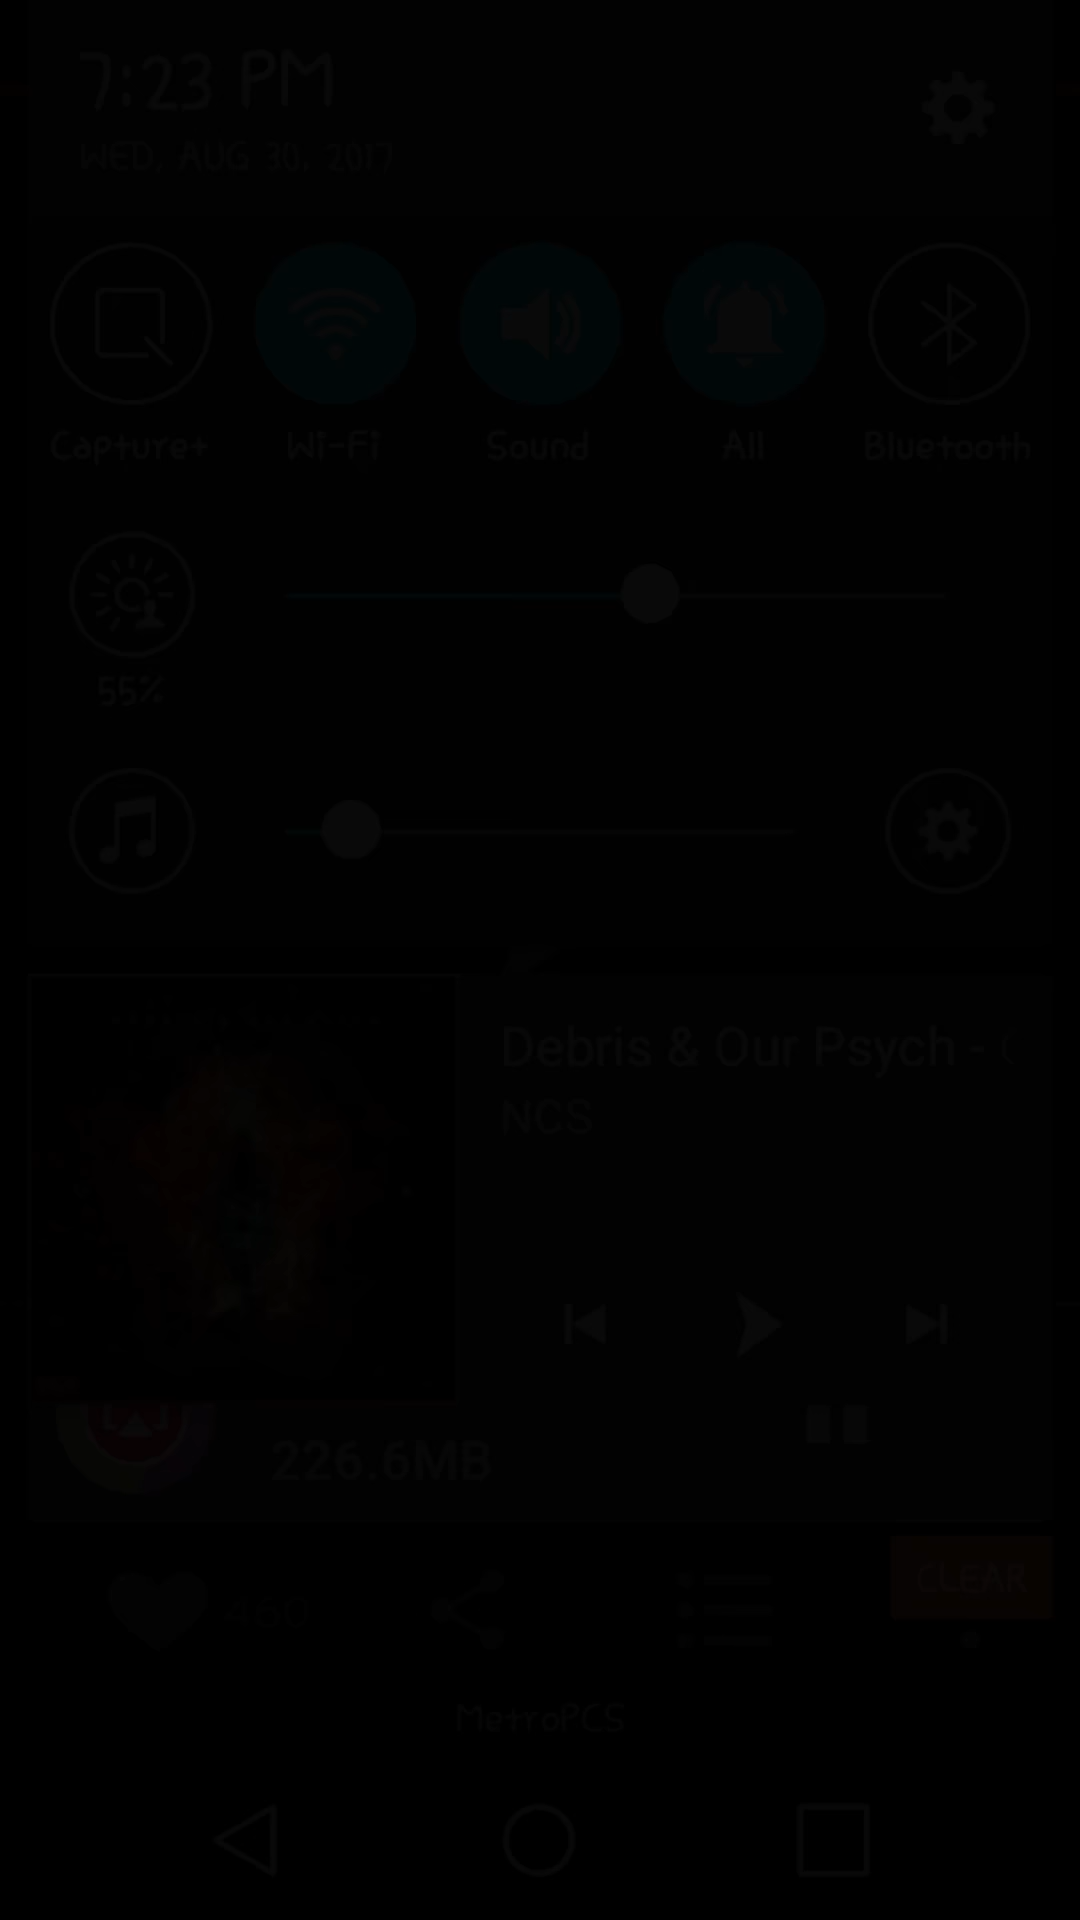 7:23 PM
WED, AUG 30, 2017
Capture+ Wi-Fi Sound All Bluetooth
55%
Debris & Our Psych -
NCS
226.6MB
CLEAR
460
MetroPCS